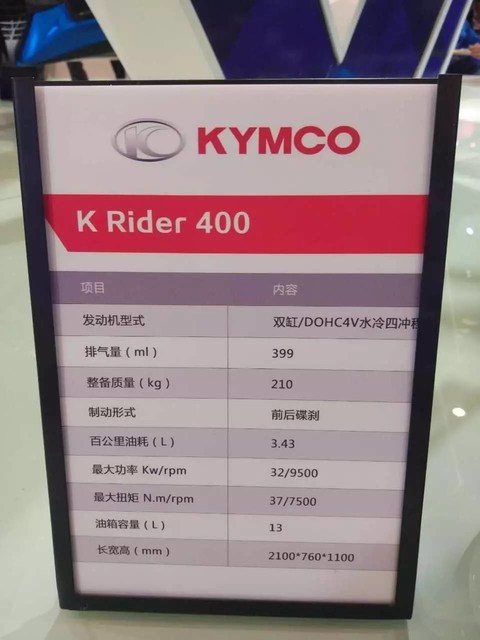 KYMCO
K Rider 400
项目 内容
发动机型式 双缸/DOHC4V水冷四冲程
排气量（ml） 399
整备质量（kg） 210
制动形式 前后碟刹
百公里油耗（L） 3.43
最大功率 Kw/rpm 32/9500
最大扭矩 N.m/rpm 37/7500
油箱容量（L） 13
长宽高（mm） 2100*760*1100